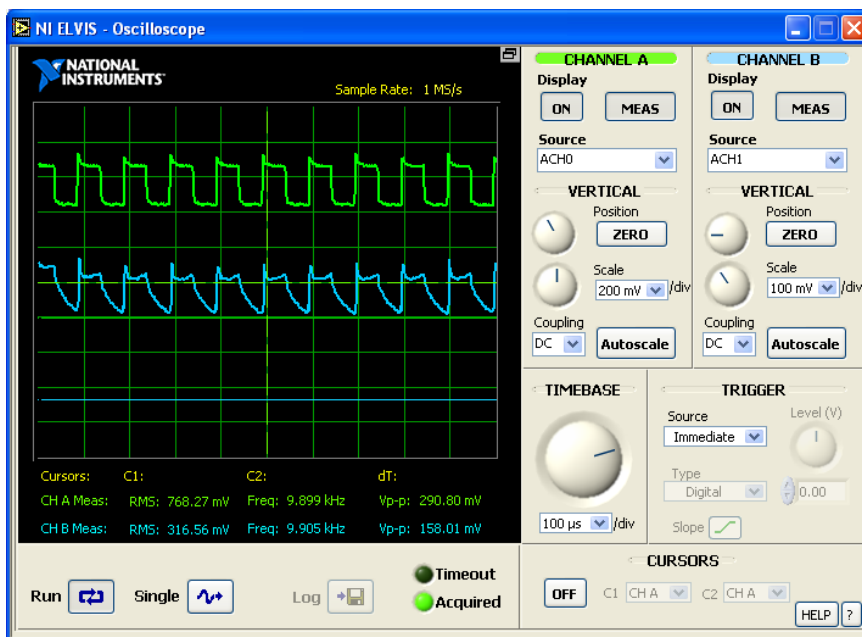 NI ELVIS - Oscilloscope
NATIONAL
INSTRUMENTS™
Sample Rate: 1 MS/s
Cursors: C1: C2: dT:
CH A Meas: RMS: 768.27 mV Freq: 9.899 kHz Vp-p: 290.80 mV
CH B Meas: RMS: 316.56 mV Freq: 9.905 kHz Vp-p: 158.01 mV
Run Single Log
Timeout
Acquired
CHANNEL A
Display
ON MEAS
Source
ACH0
VERTICAL
Position
ZERO
Scale
200 mV /div
Coupling
DC Autoscale
CHANNEL B
Display
ON MEAS
Source
ACH1
VERTICAL
Position
ZERO
Scale
100 mV /div
Coupling
DC Autoscale
TIMEBASE
100 µs /div
TRIGGER
Source
Immediate
Level (V)
Type
Digital
0.00
Slope
CURSORS
OFF C1 CH A C2 CH A
HELP ?